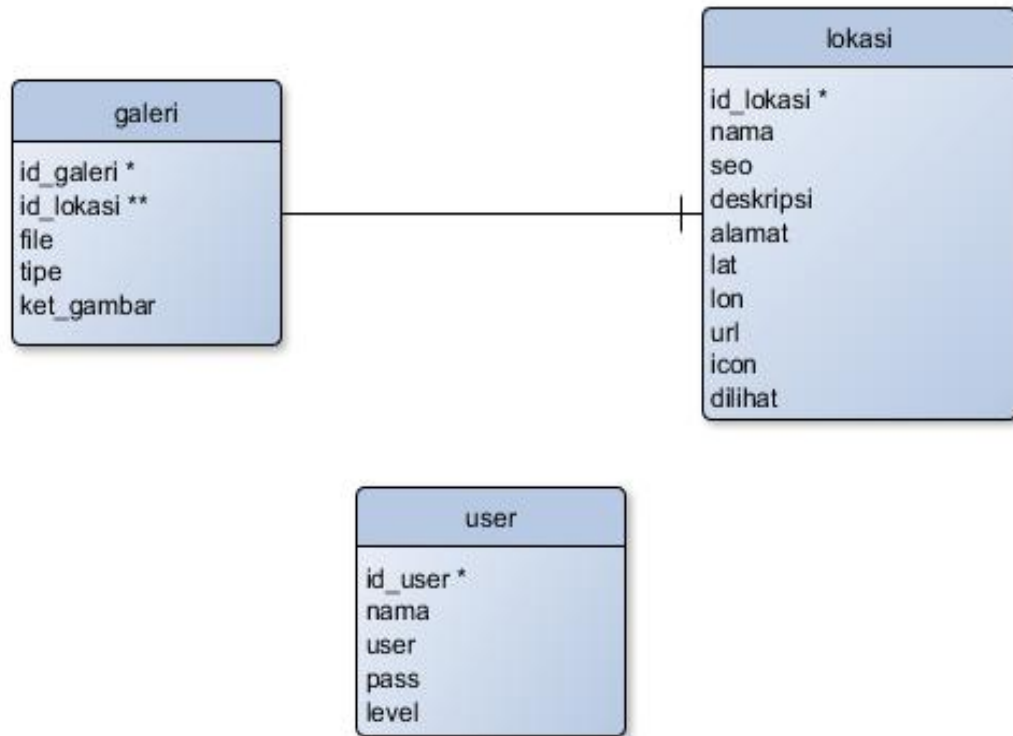 galeri
id_galeri *
id_lokasi **
file
tipe
ket_gambar
lokasi
id_lokasi *
nama
seo
deskripsi
alamat
lat
lon
url
icon
dilihat
user
id_user *
nama
user
pass
level